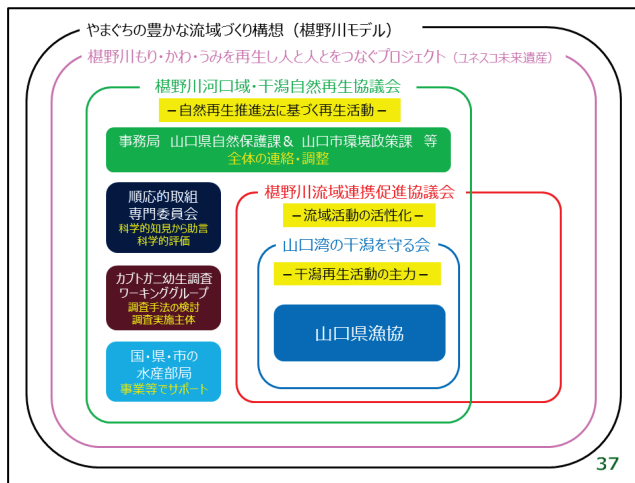 やまぐちの豊かな流域づくり構想（椹野川モデル）
椹野川もり・かわ・うみを再生し人と人とをつなぐプロジェクト（ユネスコ未来遺産）
椹野川河口域・干潟自然再生協議会
－自然再生推進法に基づく再生活動－
事務局　山口県自然保護課＆ 山口市環境政策課　等
全体の連絡・調整
順応的取組
専門委員会
科学的知見から助言
科学的評価
椹野川流域連携促進協議会
－流域活動の活性化－
山口湾の干潟を守る会
－干潟再生活動の主力－
カブトガニ幼生調査
ワーキンググループ
調査手法の検討
調査実施主体
山口県漁協
国・県・市の
水産部局
事業等でサポート
37